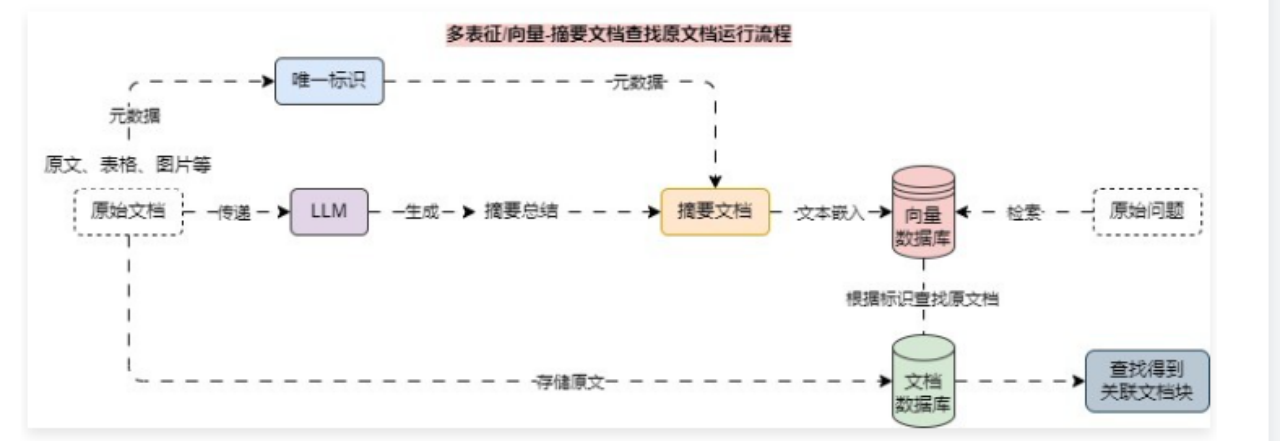 多表征/向量-摘要文档查找原文档运行流程
唯一标识
元数据
元数据
原文、表格、图片等
原始文档
传递
LLM
生成
摘要总结
摘要文档
文本嵌入
向量
数据库
检索
原始问题
根据标识查找原文档
存储原文
文档
数据库
查找得到
关联文档块